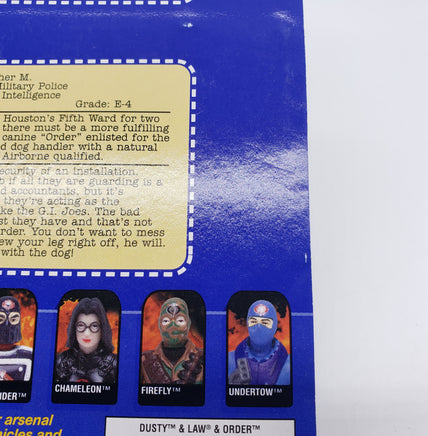 her M.
Military Police
Intelligence
Grade: E-4
Houston's Fifth Ward for two
there must be a more fulfilling
canine "Order" enlisted for the
d dog handler with a natural
Airborne qualified.
ecurity of an installation,
b if all they are guarding is a
d accountants, but it's
they're acting as the
ke the G.I. Joes. The bad
st they have and that's not
rder. You don't want to mess
ew your leg right off, he will.
with the dog!
IDER™
CHAMELEON™
FIREFLY™
UNDERTOW™
r arsenal
hicles and
DUSTY™ & LAW® & ORDER™